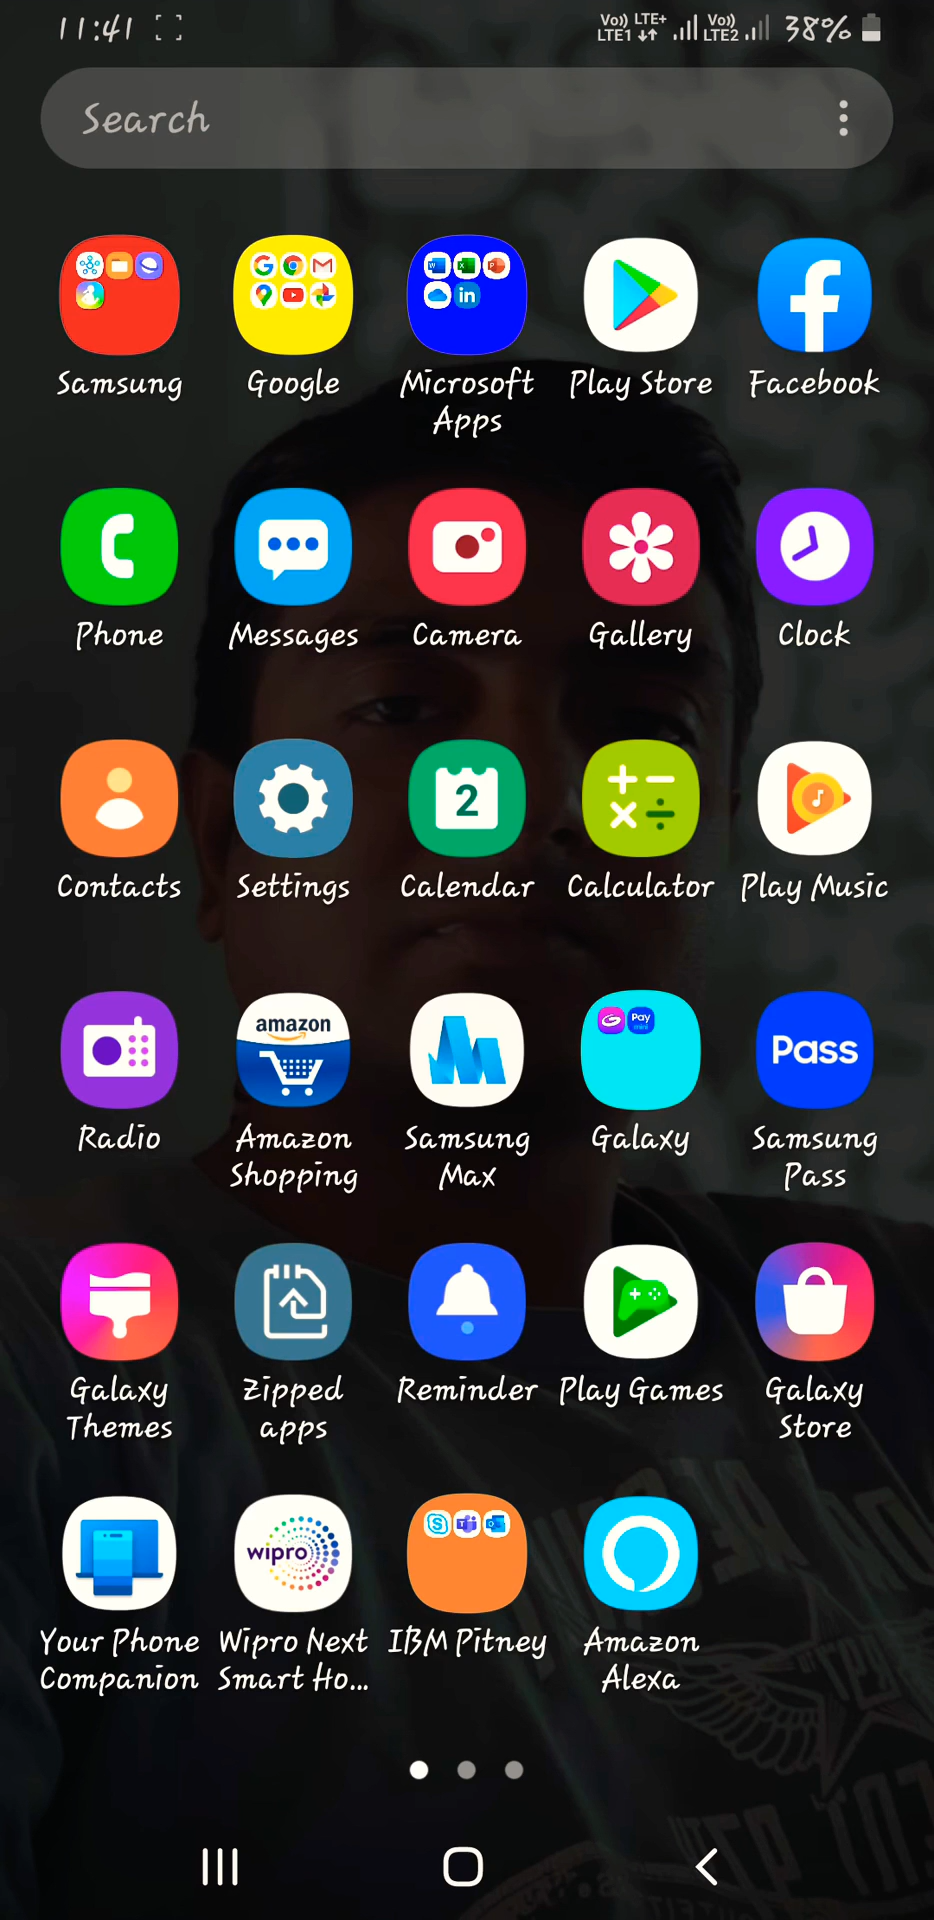 11:41 Vo)) LTE+ LTE1 Vo)) LTE2 38%
Search
Samsung Google Microsoft Play Store Facebook
Apps
Phone Messages Camera Gallery Clock
2
Contacts Settings Calendar Calculator Play Music
amazon Pay mini Pass
Radio Amazon Samsung Galaxy Samsung
Shopping Max Pass
Galaxy Zipped Reminder Play Games Galaxy
Themes apps Store
wipro
Your Phone Wipro Next IBM Pitney Amazon
Companion Smart Ho... Alexa